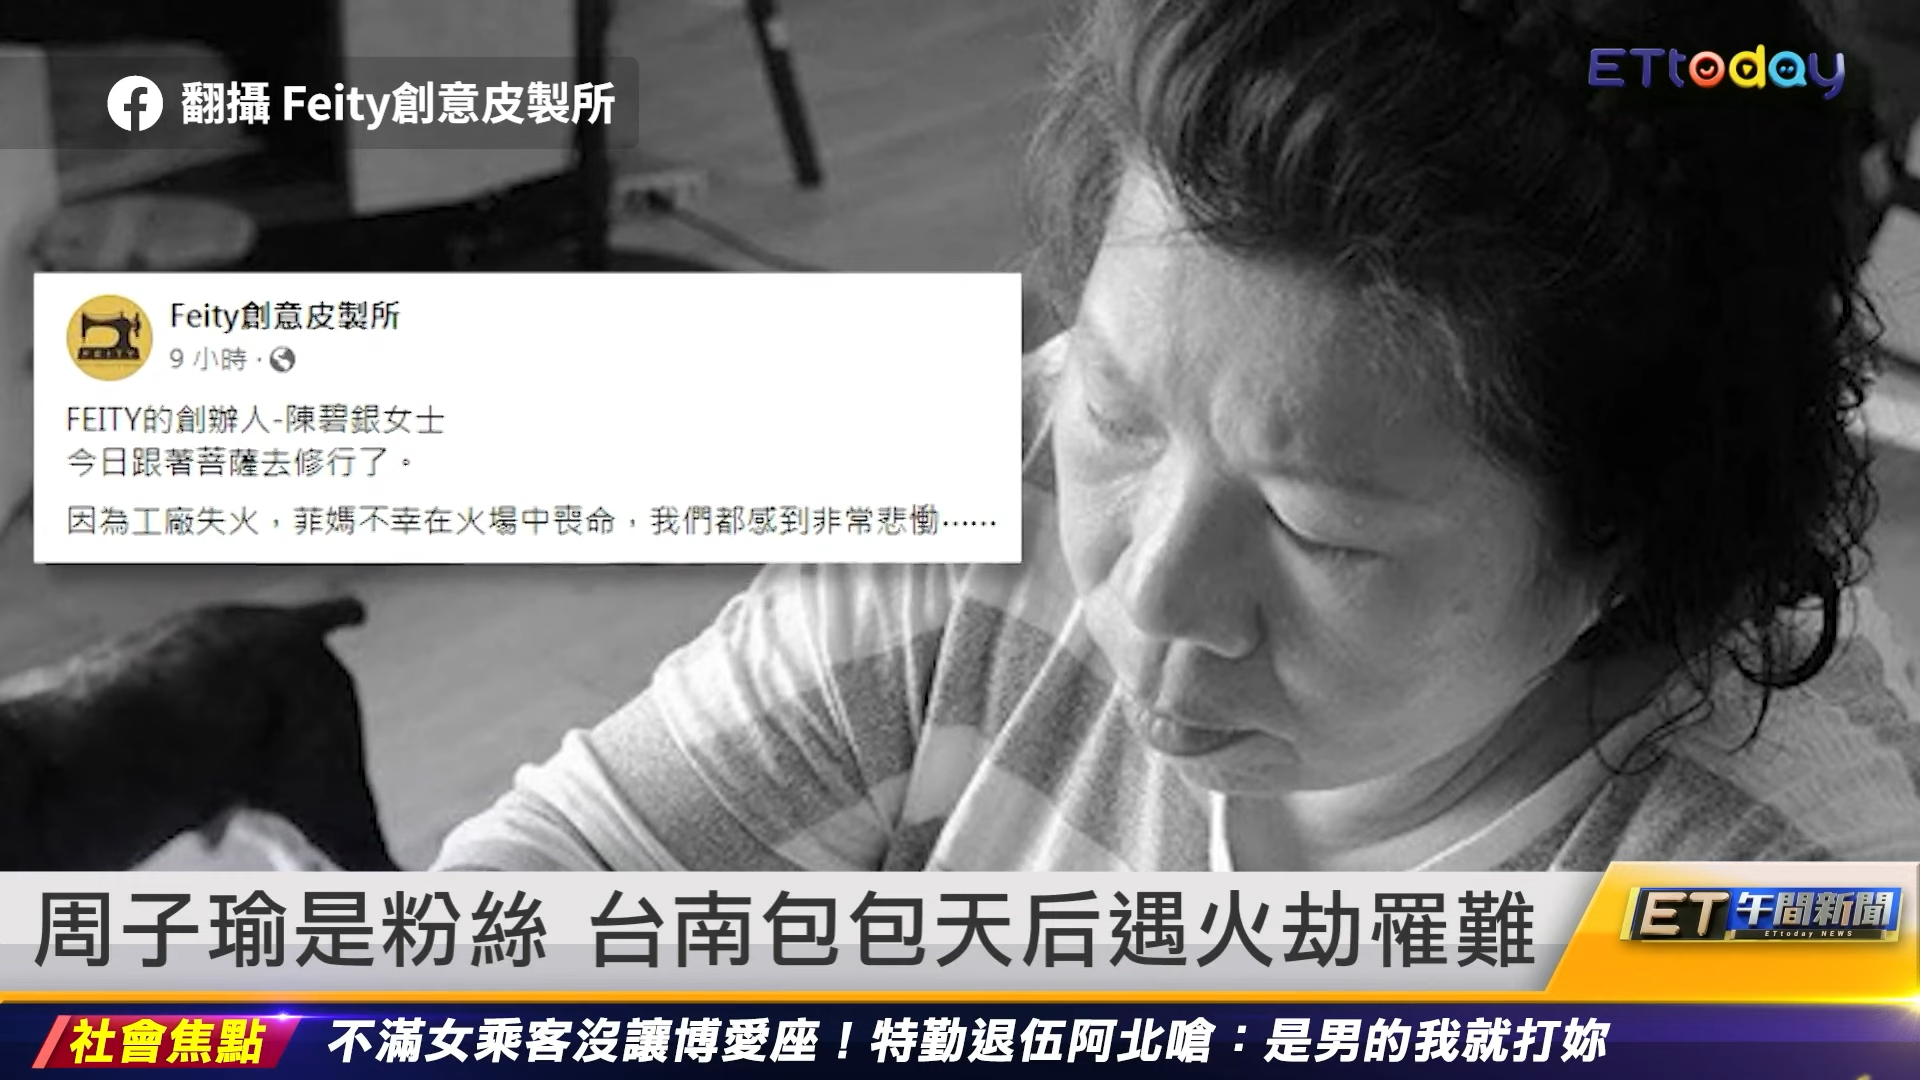 翻攝 Feity創意皮製所
ETtoday
Feity創意皮製所
9 小時 ·
FEITY的創辦人-陳碧銀女士
今日跟著菩薩去修行了。
因為工廠失火，菲媽不幸在火場中喪命，我們都感到非常悲慟……
FEITY
周子瑜是粉絲 台南包包天后遇火劫罹難
ET午間新聞
ETtoday NEWS
社會焦點
不滿女乘客沒讓博愛座！特勤退伍阿北嗆：是男的我就打妳